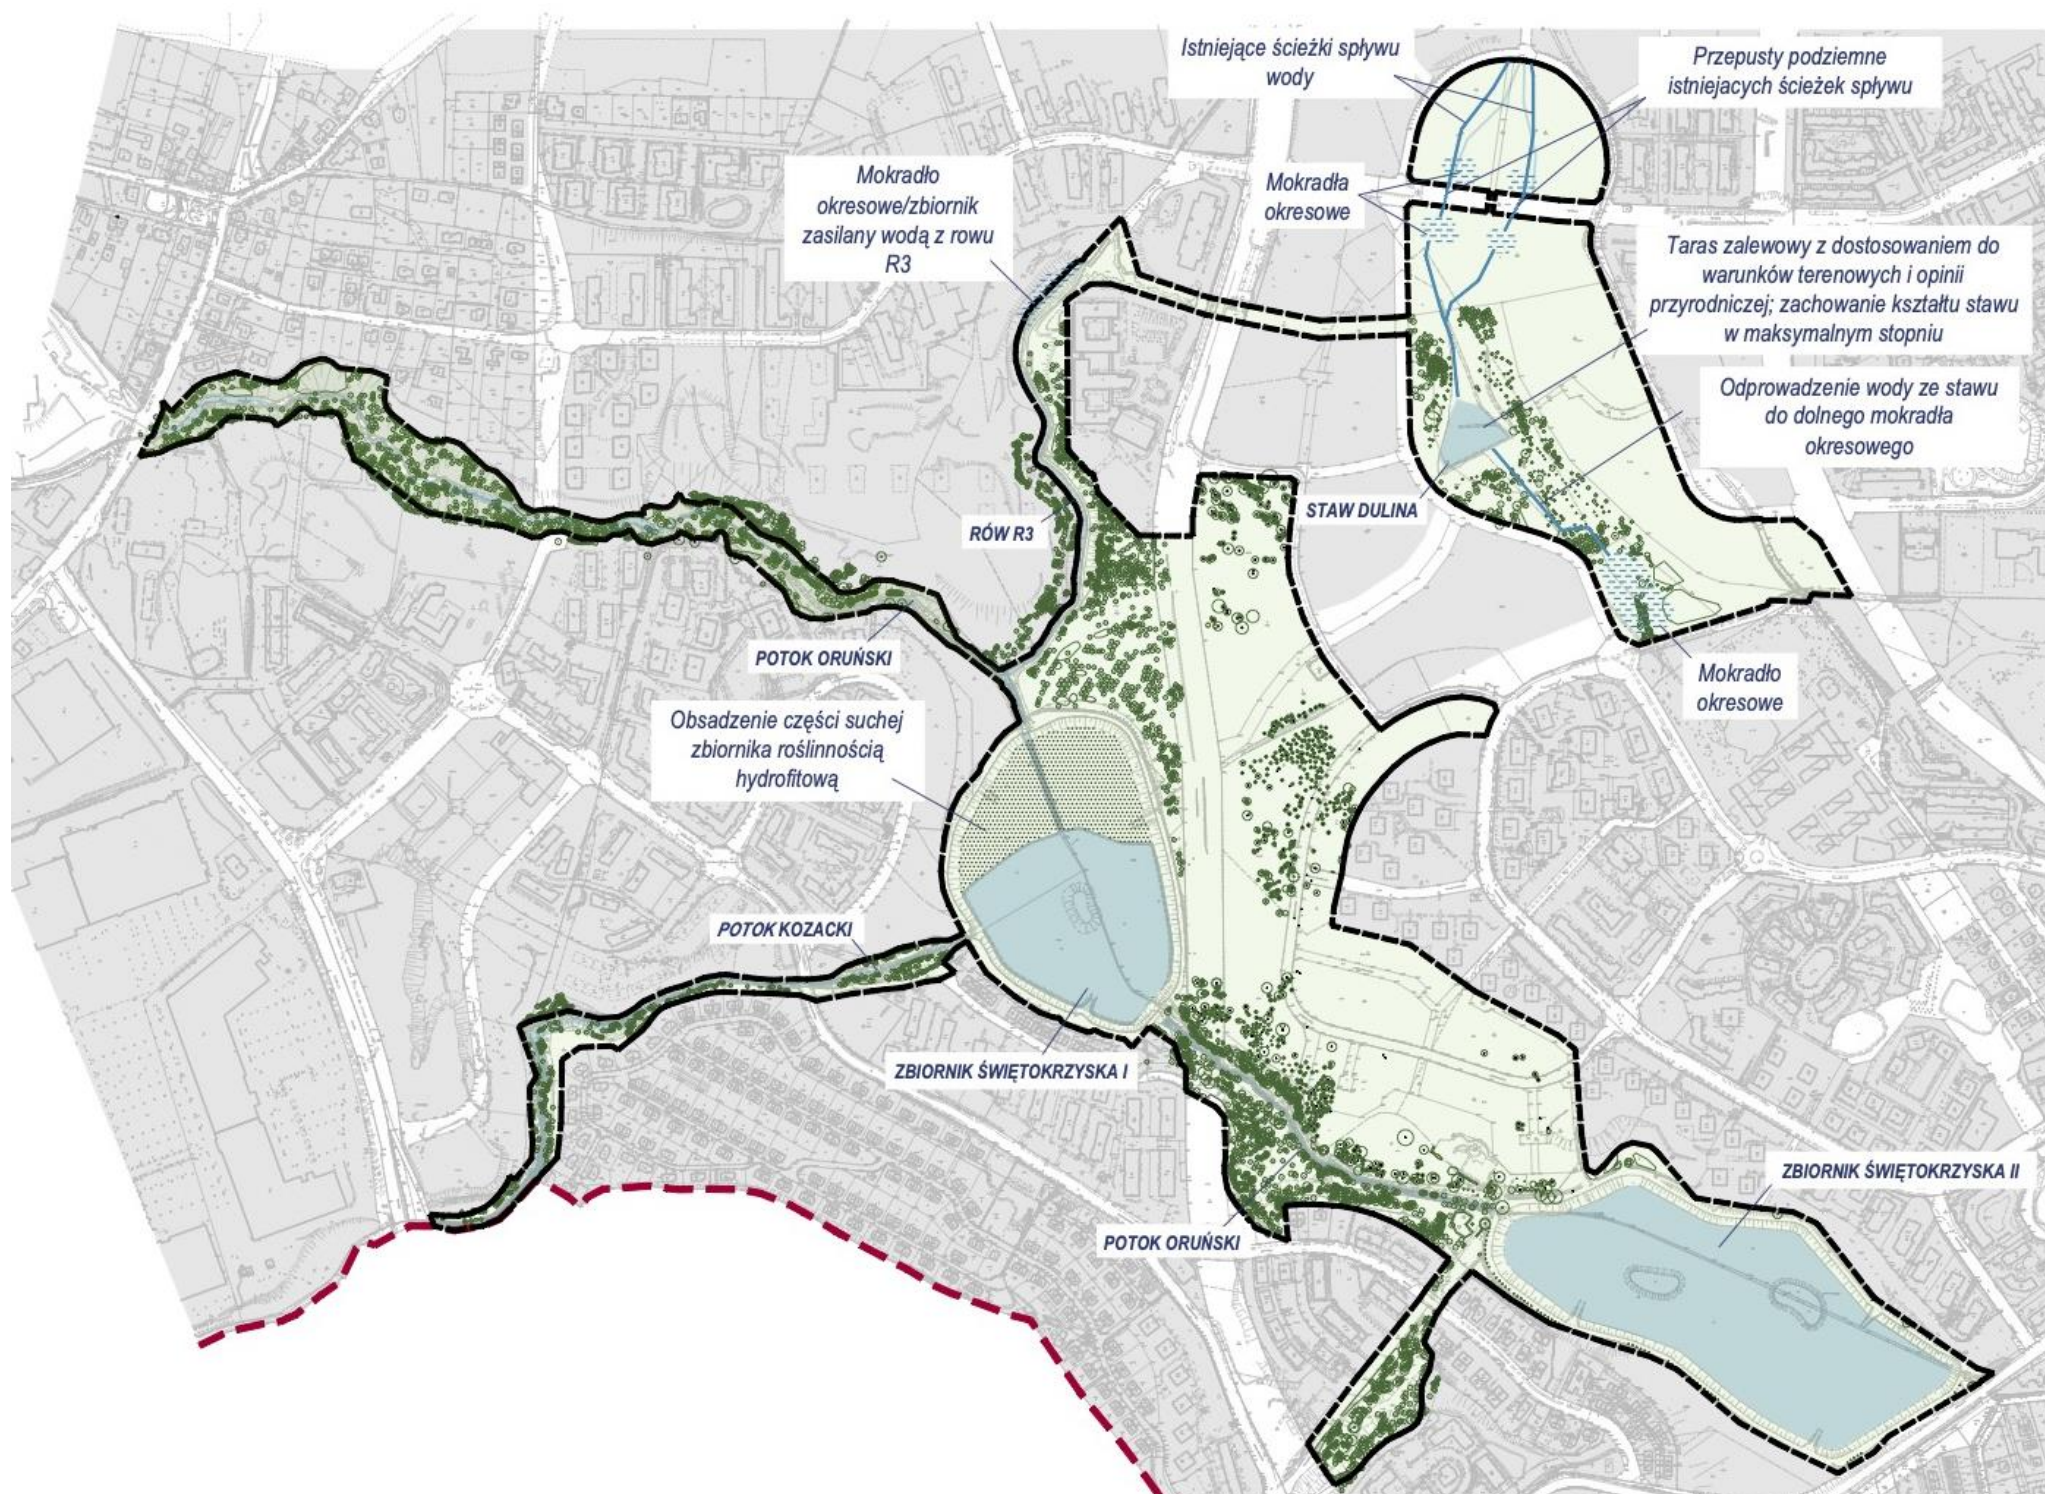 Istniejące ścieżki spływu
wody
Przepusty podziemne
istniejacych ścieżek spływu
Mokradło
okresowe/zbiornik
zasilany wodą z rowu
R3
Mokradła
okresowe
Taras zalewowy z dostosowaniem do
warunków terenowych i opinii
przyrodniczej; zachowanie kształtu stawu
w maksymalnym stopniu
Odprowadzenie wody ze stawu
do dolnego mokradła
okresowego
STAW DULINA
RÓW R3
POTOK ORUŃSKI
Mokradło
okresowe
Obsadzenie części suchej
zbiornika roślinnością
hydrofitową
POTOK KOZACKI
ZBIORNIK ŚWIĘTOKRZYSKA I
ZBIORNIK ŚWIĘTOKRZYSKA II
POTOK ORUŃSKI